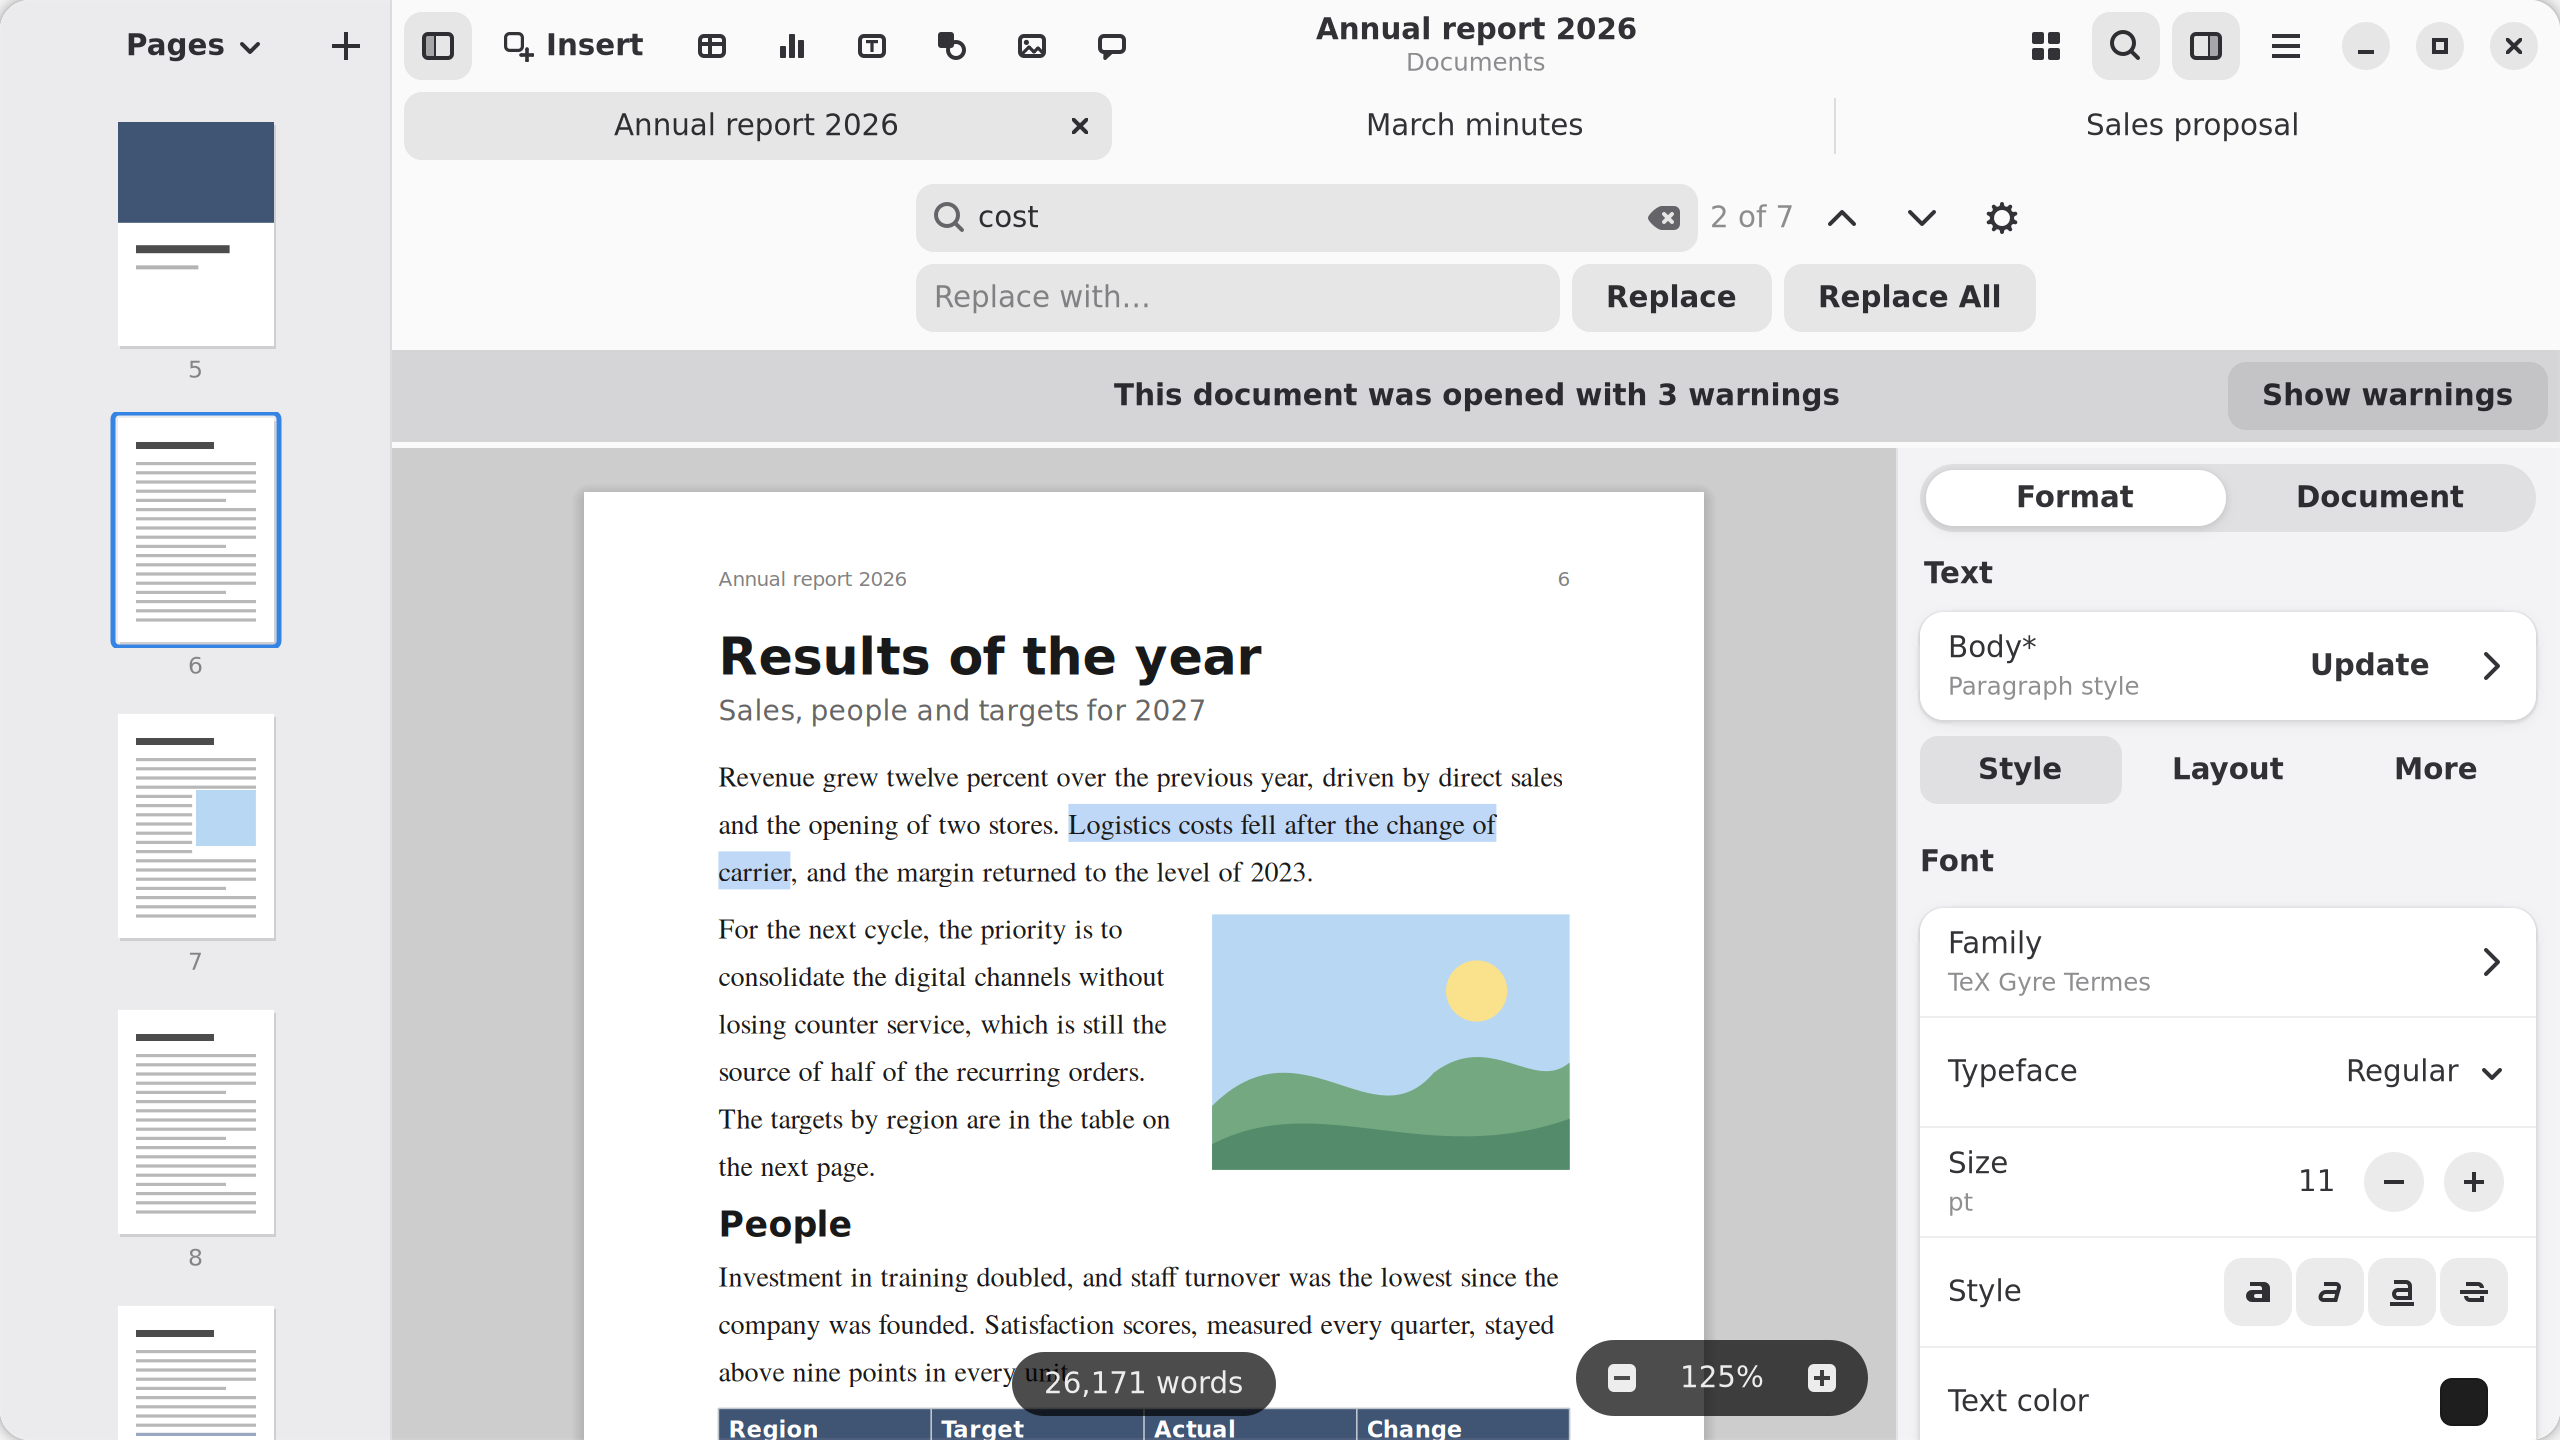 Pages
Insert
Annual report 2026
Documents
Annual report 2026
March minutes
Sales proposal
cost
2 of 7
Replace with...
Replace
Replace All
This document was opened with 3 warnings
Show warnings
5
6
7
8
Annual report 2026
6
Results of the year
Sales, people and targets for 2027
Revenue grew twelve percent over the previous year, driven by direct sales
and the opening of two stores. Logistics costs fell after the change of
carrier, and the margin returned to the level of 2023.
For the next cycle, the priority is to
consolidate the digital channels without
losing counter service, which is still the
source of half of the recurring orders.
The targets by region are in the table on
the next page.
People
Investment in training doubled, and staff turnover was the lowest since the
company was founded. Satisfaction scores, measured every quarter, stayed
above nine points in every unit.
26,171 words
125%
Region
Target
Actual
Change
Format
Document
Text
Body*
Paragraph style
Update
Style
Layout
More
Font
Family
TeX Gyre Termes
Typeface
Regular
Size
pt
11
Style
a
a
a
S
Text color